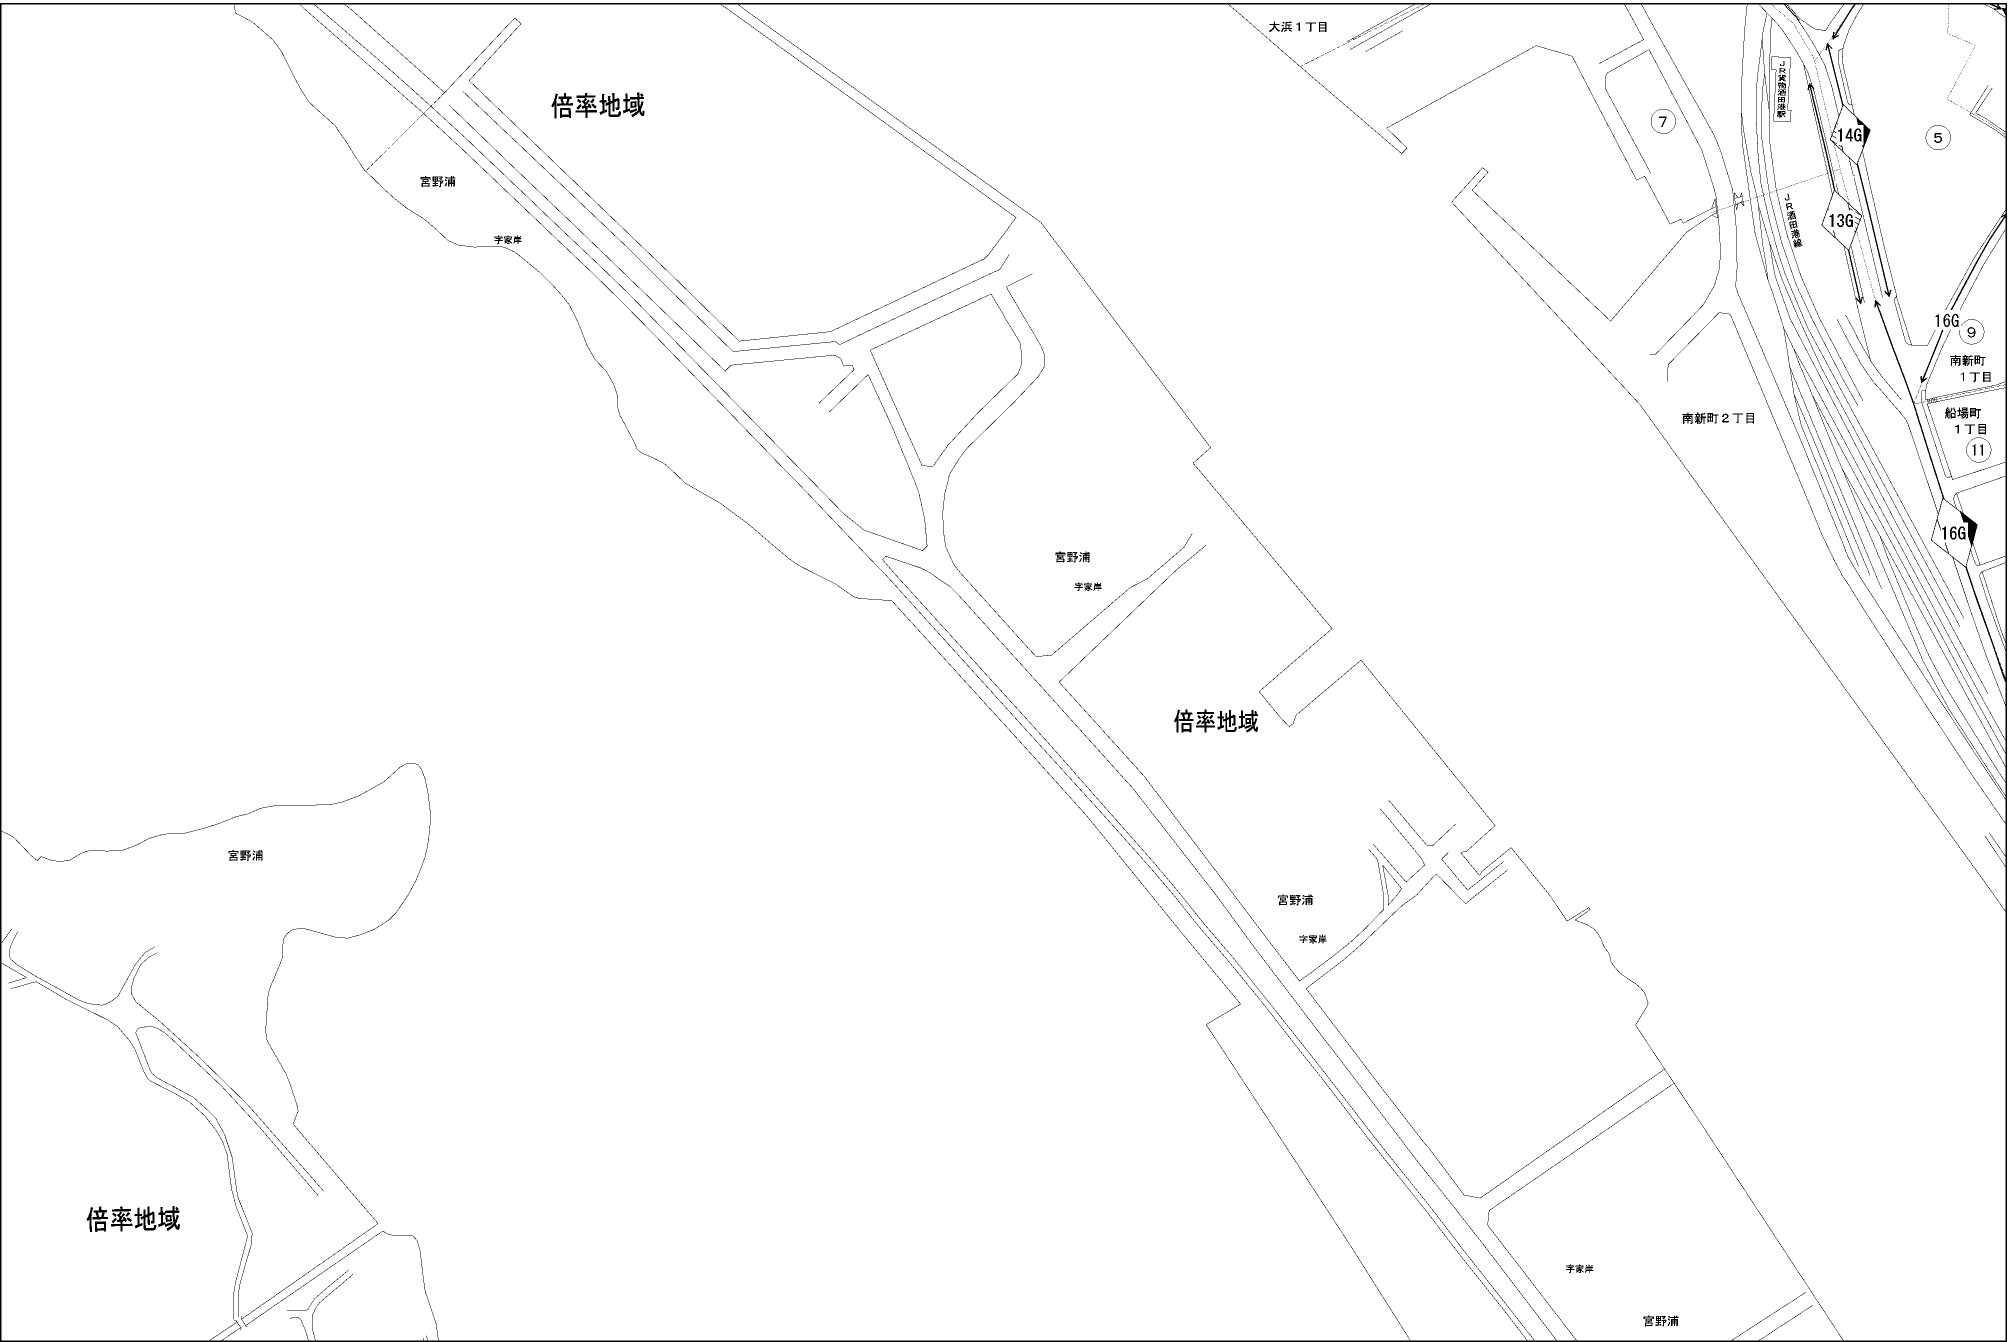 大浜1丁目
倍率地域
JR貨物酒田港駅
⑦
14G
⑤
宮野浦
字家岸
JR酒田港線
13G
16G
⑨
南新町
1丁目
南新町2丁目
船場町
1丁目
⑪
16G
宮野浦
字家岸
倍率地域
宮野浦
宮野浦
字家岸
倍率地域
字家岸
宮野浦